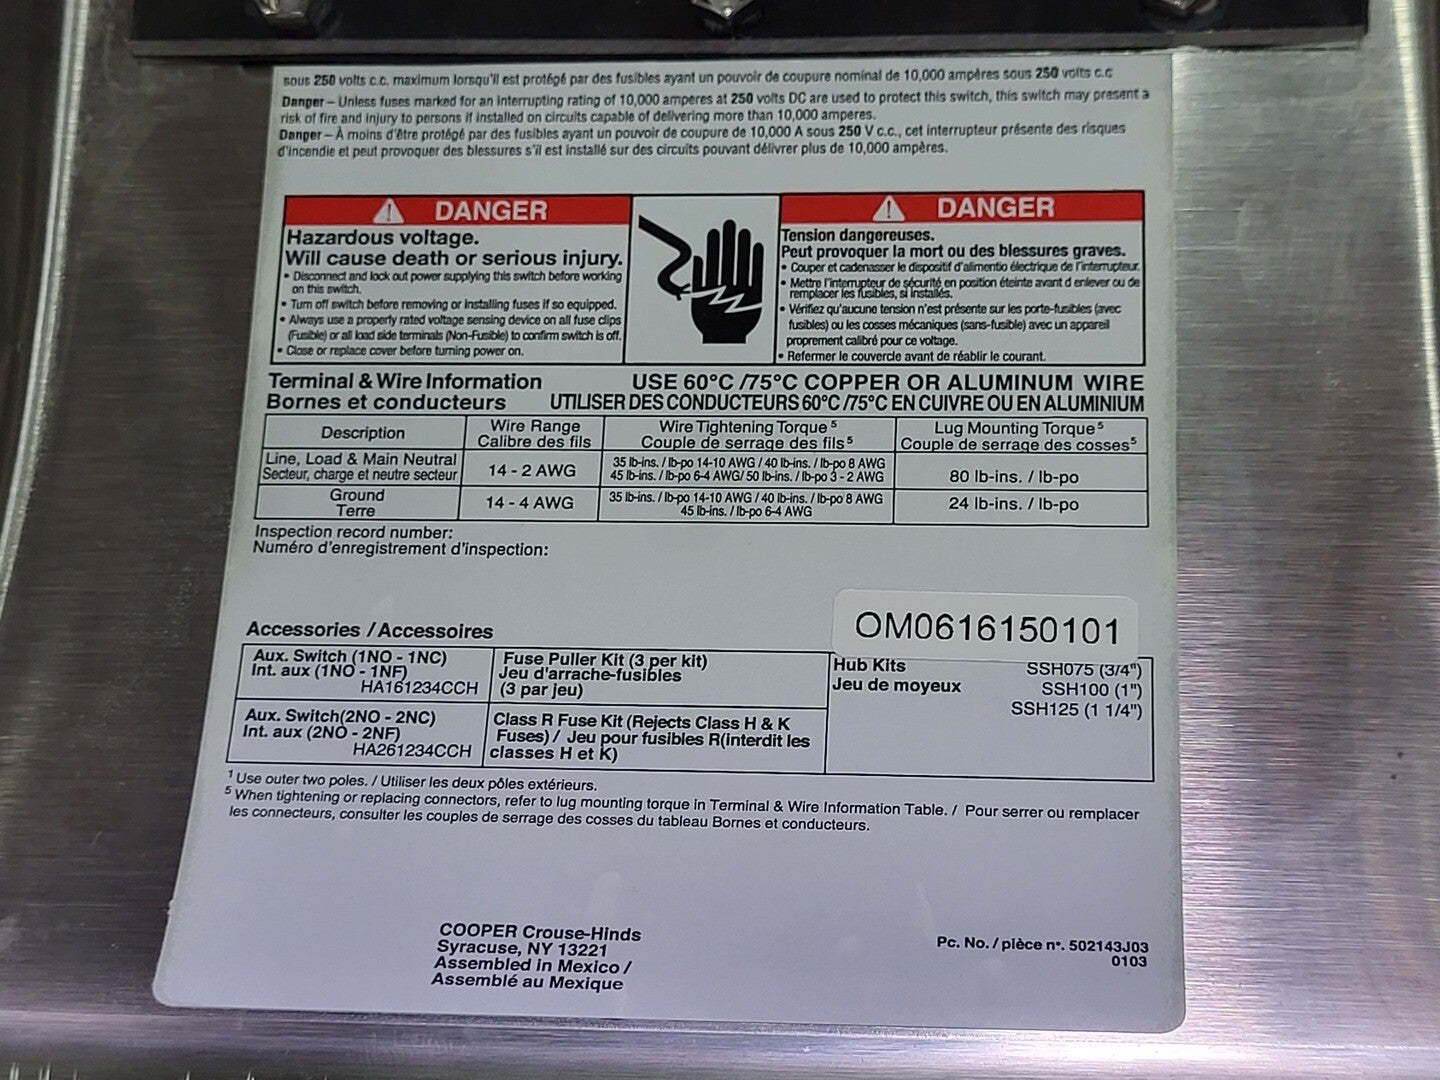 sous 250 volts c.c. maximum lorsqu'il est protégé par des fusibles ayant un pouvoir de coupure nominal de 10,000 ampères sous 250 volts c.c
Danger – Unless fuses marked for an interrupting rating of 10,000 amperes at 250 volts DC are used to protect this switch, this switch may present a
risk of fire and injury to persons if installed on circuits capable of delivering more than 10,000 amperes.
Danger – À moins d'être protégé par des fusibles ayant un pouvoir de coupure de 10,000 A sous 250 V c.c., cet interrupteur présente des risques
d'incendie et peut provoquer des blessures s'il est installé sur des circuits pouvant délivrer plus de 10,000 ampères.
DANGER
Hazardous voltage.
Will cause death or serious injury.
• Disconnect and lock out power supplying this switch before working
on this switch.
• Turn off switch before removing or installing fuses if so equipped.
• Always use a properly rated voltage sensing device on all fuse clips
(Fusible) or all load side terminals (Non-Fusible) to confirm switch is off.
• Close or replace cover before turning power on.
DANGER
Tension dangereuses.
Peut provoquer la mort ou des blessures graves.
• Couper et cadenasser le dispositif d'alimentio électrique de l'interrupteur.
• Mettre l'interrupteur de sécurité en position éteinte avant d enlever ou de
remplacer les fusibles, si installés.
• Vérifiez qu'aucune tension n'est présente sur les porte-fusibles (avec
fusibles) ou les cosses mécaniques (sans-fusible) avec un appareil
proprement calibré pour ce voltage.
• Refermer le couvercle avant de réablir le courant.
Terminal & Wire Information USE 60°C /75°C COPPER OR ALUMINUM WIRE
Bornes et conducteurs UTILISER DES CONDUCTEURS 60°C /75°C EN CUIVRE OU EN ALUMINIUM
Description
Wire Range
Calibre des fils
Wire Tightening Torque 5
Couple de serrage des fils 5
Lug Mounting Torque 5
Couple de serrage des cosses 5
Line, Load & Main Neutral
Secteur, charge et neutre secteur
14 - 2 AWG
35 lb-ins. / lb-po 14-10 AWG / 40 lb-ins. / lb-po 8 AWG
45 lb-ins. / lb-po 6-4 AWG/ 50 lb-ins. / lb-po 3 - 2 AWG
80 lb-ins. / lb-po
Ground
Terre
14 - 4 AWG
35 lb-ins. / lb-po 14-10 AWG / 40 lb-ins. / lb-po 8 AWG
45 lb-ins. / lb-po 6-4 AWG
24 lb-ins. / lb-po
Inspection record number:
Numéro d'enregistrement d'inspection:
OM0616150101
Accessories / Accessoires
Aux. Switch (1NO - 1NC)
Int. aux (1NO - 1NF)
HA161234CCH
Fuse Puller Kit (3 per kit)
Jeu d'arrache-fusibles
(3 par jeu)
Hub Kits SSH075 (3/4")
Jeu de moyeux SSH100 (1")
SSH125 (1 1/4")
Aux. Switch(2NO - 2NC)
Int. aux (2NO - 2NF)
HA261234CCH
Class R Fuse Kit (Rejects Class H & K
Fuses) / Jeu pour fusibles R(interdit les
classes H et K)
1 Use outer two poles. / Utiliser les deux pôles extérieurs.
5 When tightening or replacing connectors, refer to lug mounting torque in Terminal & Wire Information Table. / Pour serrer ou remplacer
les connecteurs, consulter les couples de serrage des cosses du tableau Bornes et conducteurs.
COOPER Crouse-Hinds
Syracuse, NY 13221
Assembled in Mexico /
Assemblé au Mexique
Pc. No. / pièce nº. 502143J03
0103